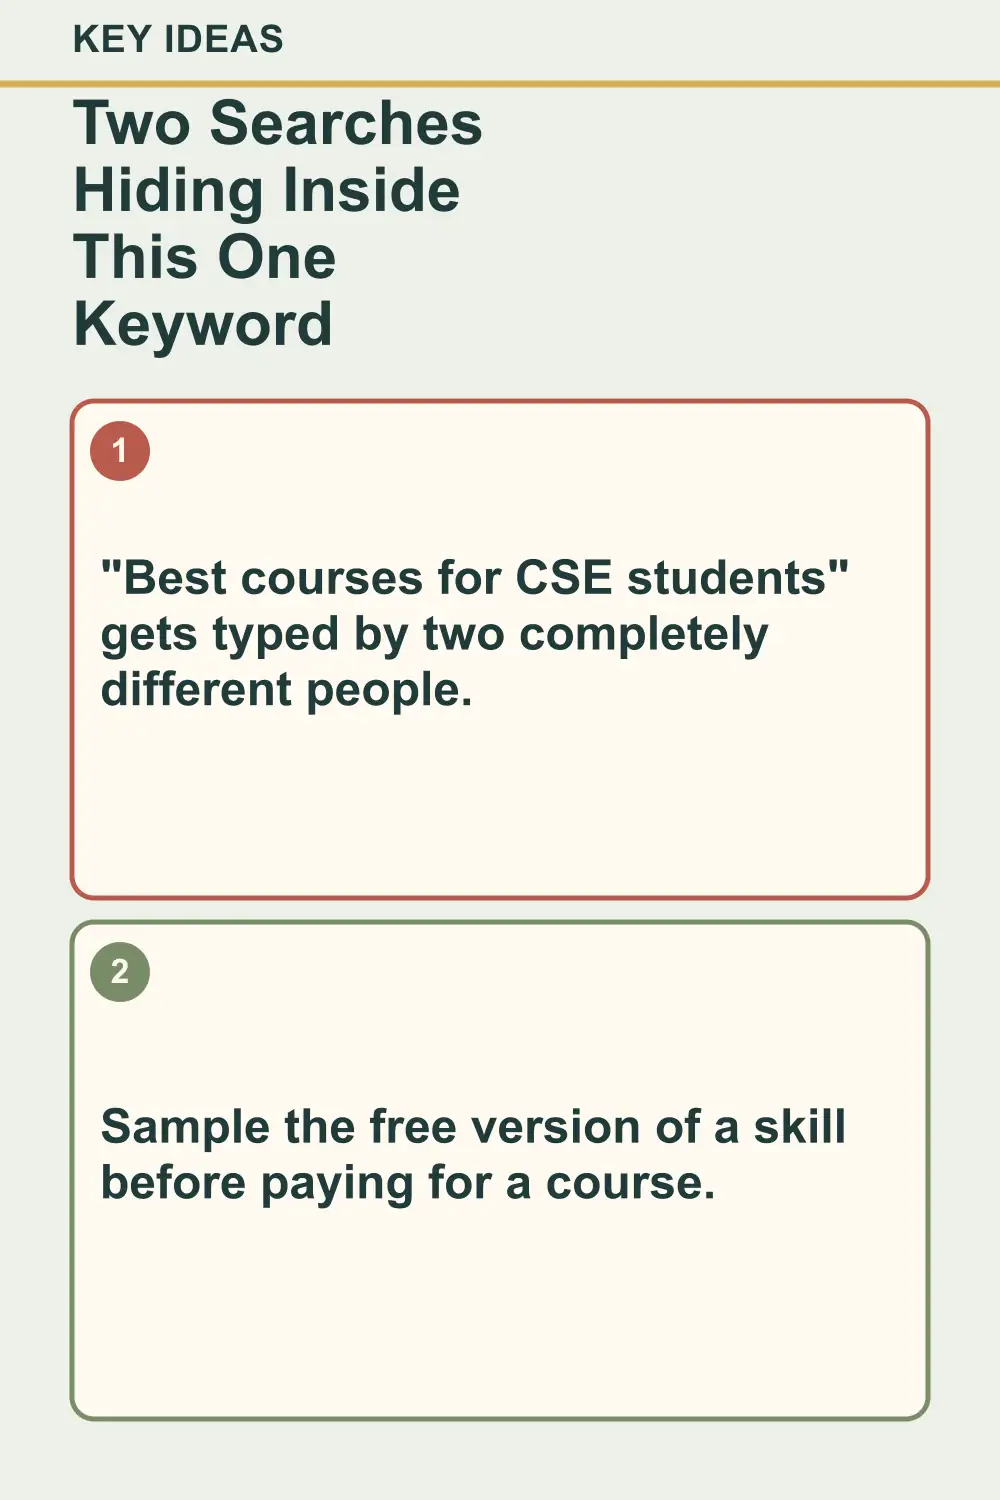 KEY IDEAS
Two Searches
Hiding Inside
This One
Keyword
1
"Best courses for CSE students"
gets typed by two completely
different people.
2
Sample the free version of a skill
before paying for a course.